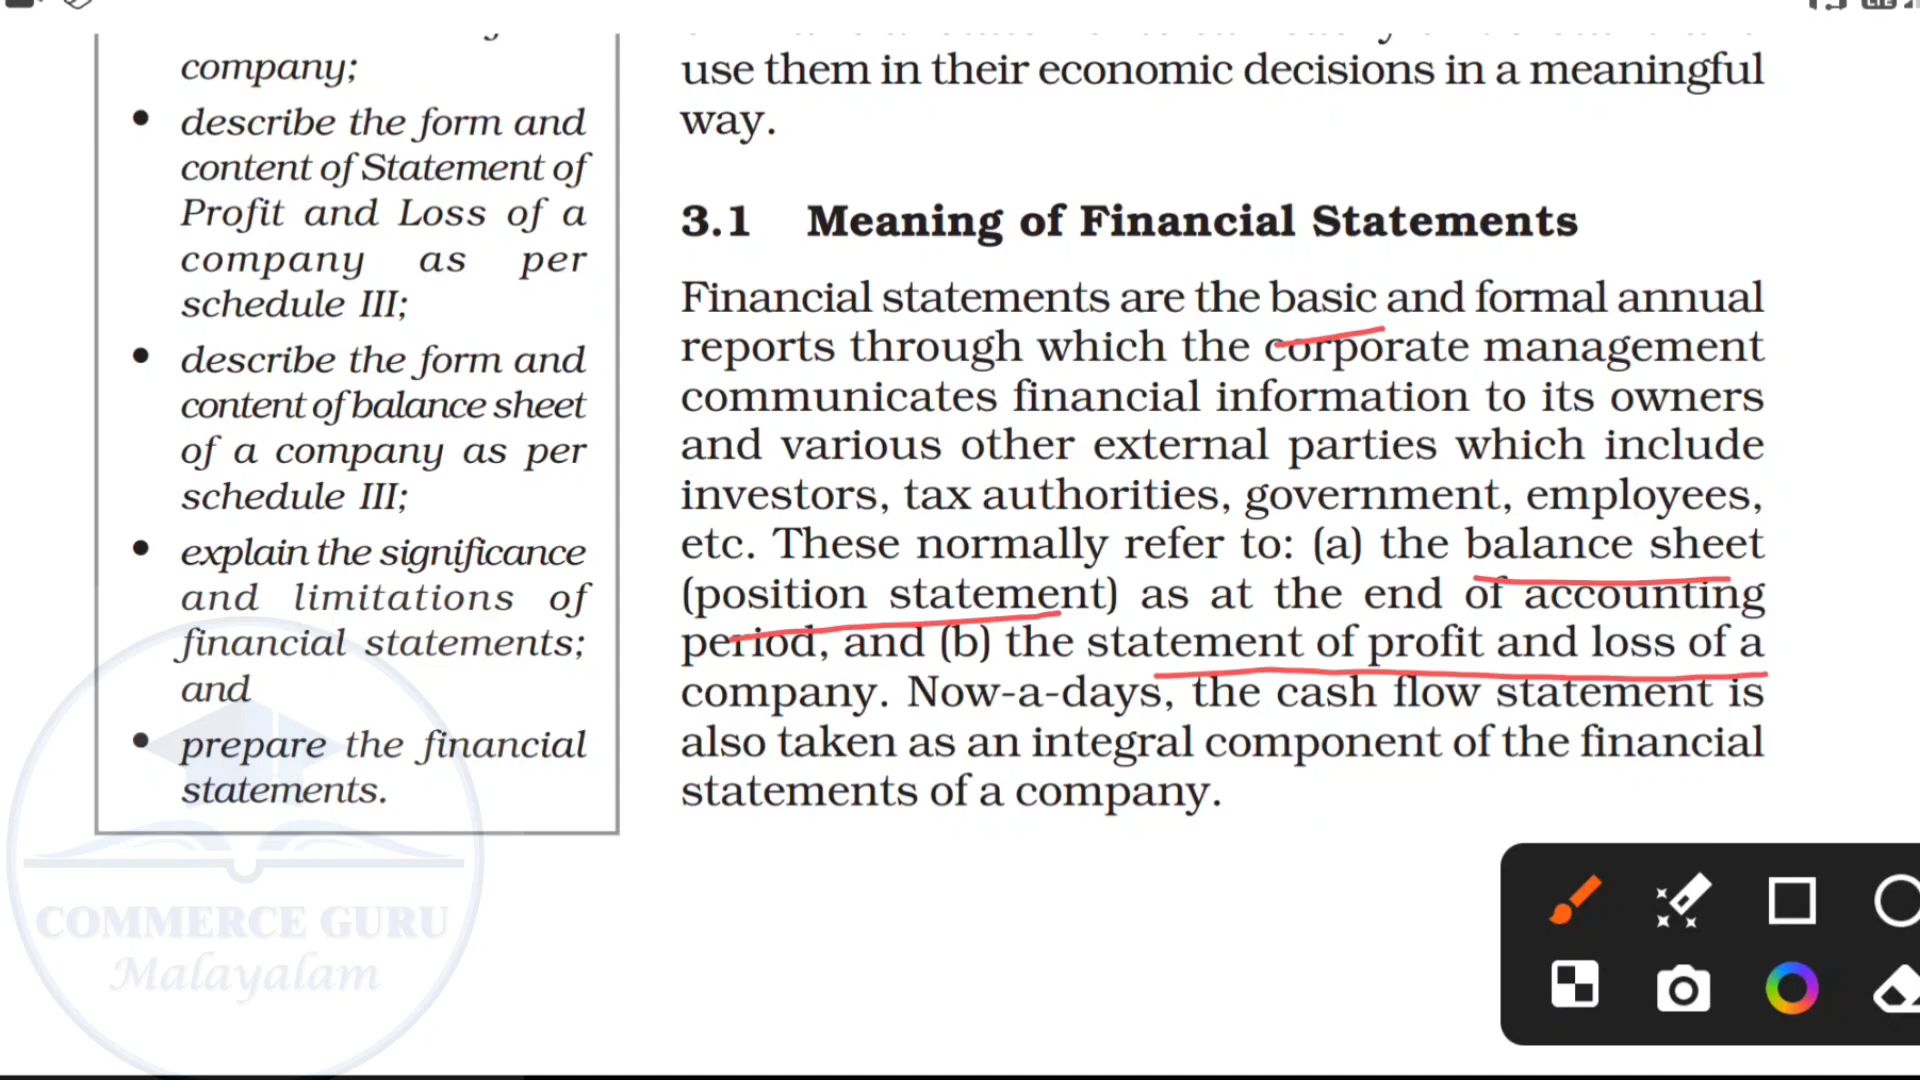 company;
• describe the form and
content of Statement of
Profit and Loss of a
company as per
schedule III;
• describe the form and
content of balance sheet
of a company as per
schedule III;
• explain the significance
and limitations of
financial statements;
and
• prepare the financial
statements.
use them in their economic decisions in a meaningful
way.
3.1 Meaning of Financial Statements
Financial statements are the basic and formal annual
reports through which the corporate management
communicates financial information to its owners
and various other external parties which include
investors, tax authorities, government, employees,
etc. These normally refer to: (a) the balance sheet
(position statement) as at the end of accounting
period, and (b) the statement of profit and loss of a
company. Now-a-days, the cash flow statement is
also taken as an integral component of the financial
statements of a company.
COMMERCE GURU
Malayalam